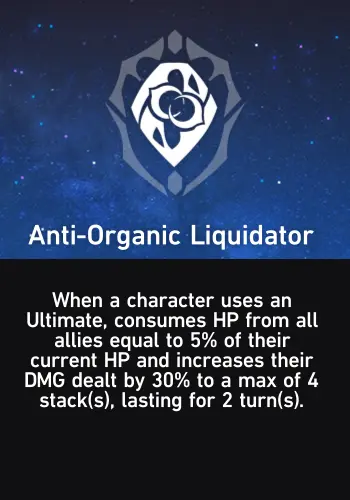 Anti-Organic Liquidator
When a character uses an
Ultimate, consumes HP from all
allies equal to 5% of their
current HP and increases their
DMG dealt by 30% to a max of 4
stack(s), lasting for 2 turn(s).